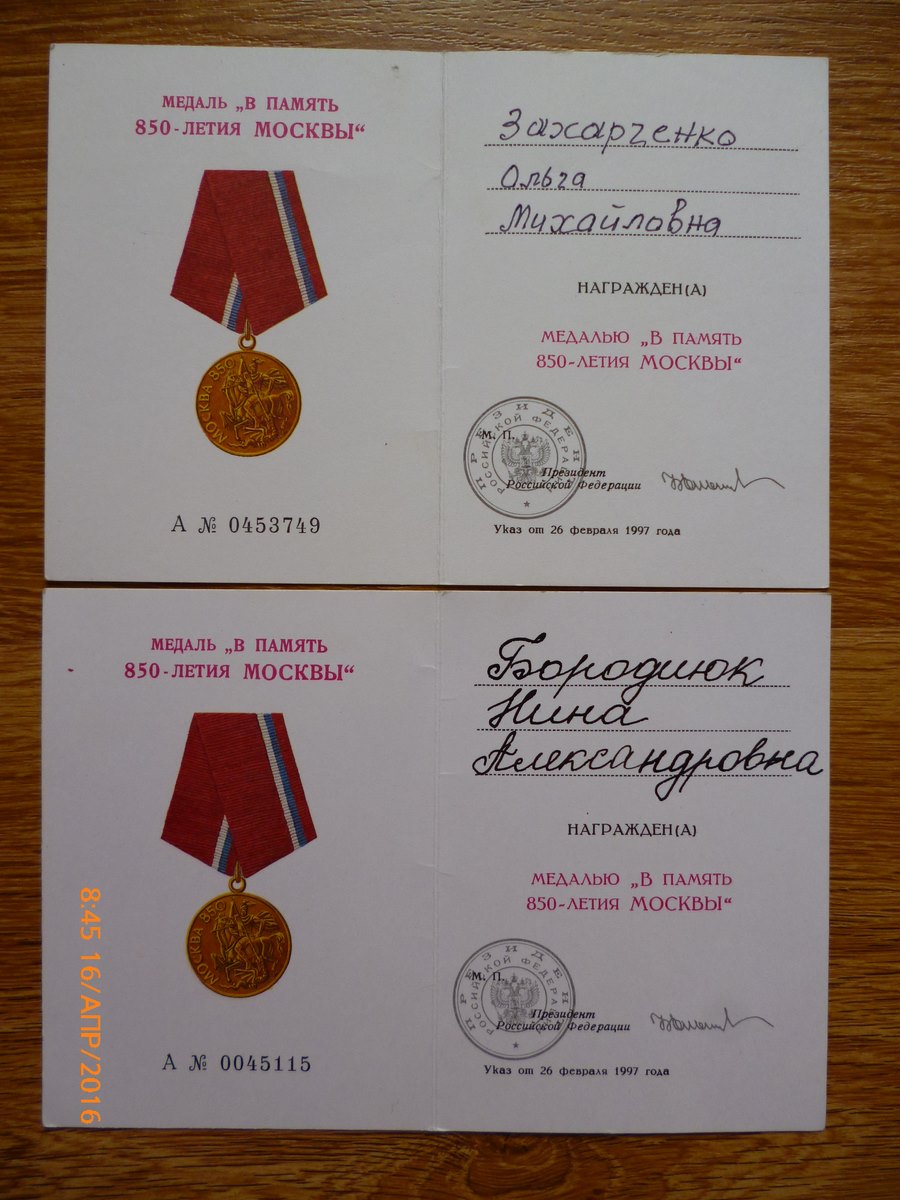 МЕДАЛЬ „В ПАМЯТЬ
850-ЛЕТИЯ МОСКВЫ“
МОСКВА 850
А № 0453749
Захарченко
Ольга
Михайловна
НАГРАЖДЕН(А)
МЕДАЛЬЮ „В ПАМЯТЬ
850-ЛЕТИЯ МОСКВЫ“
ПРЕЗИДЕНТ
РОССИЙСКОЙ ФЕДЕРАЦИИ
М. П.
Президент
Российской Федерации
Указ от 26 февраля 1997 года
МЕДАЛЬ „В ПАМЯТЬ
850-ЛЕТИЯ МОСКВЫ“
МОСКВА 850
А № 0045115
Бородиюк
Нина
Александровна
НАГРАЖДЕН(А)
МЕДАЛЬЮ „В ПАМЯТЬ
850-ЛЕТИЯ МОСКВЫ“
ПРЕЗИДЕНТ
РОССИЙСКОЙ ФЕДЕРАЦИИ
М. П.
Президент
Российской Федерации
Указ от 26 февраля 1997 года
8:45 16/АПР/2016